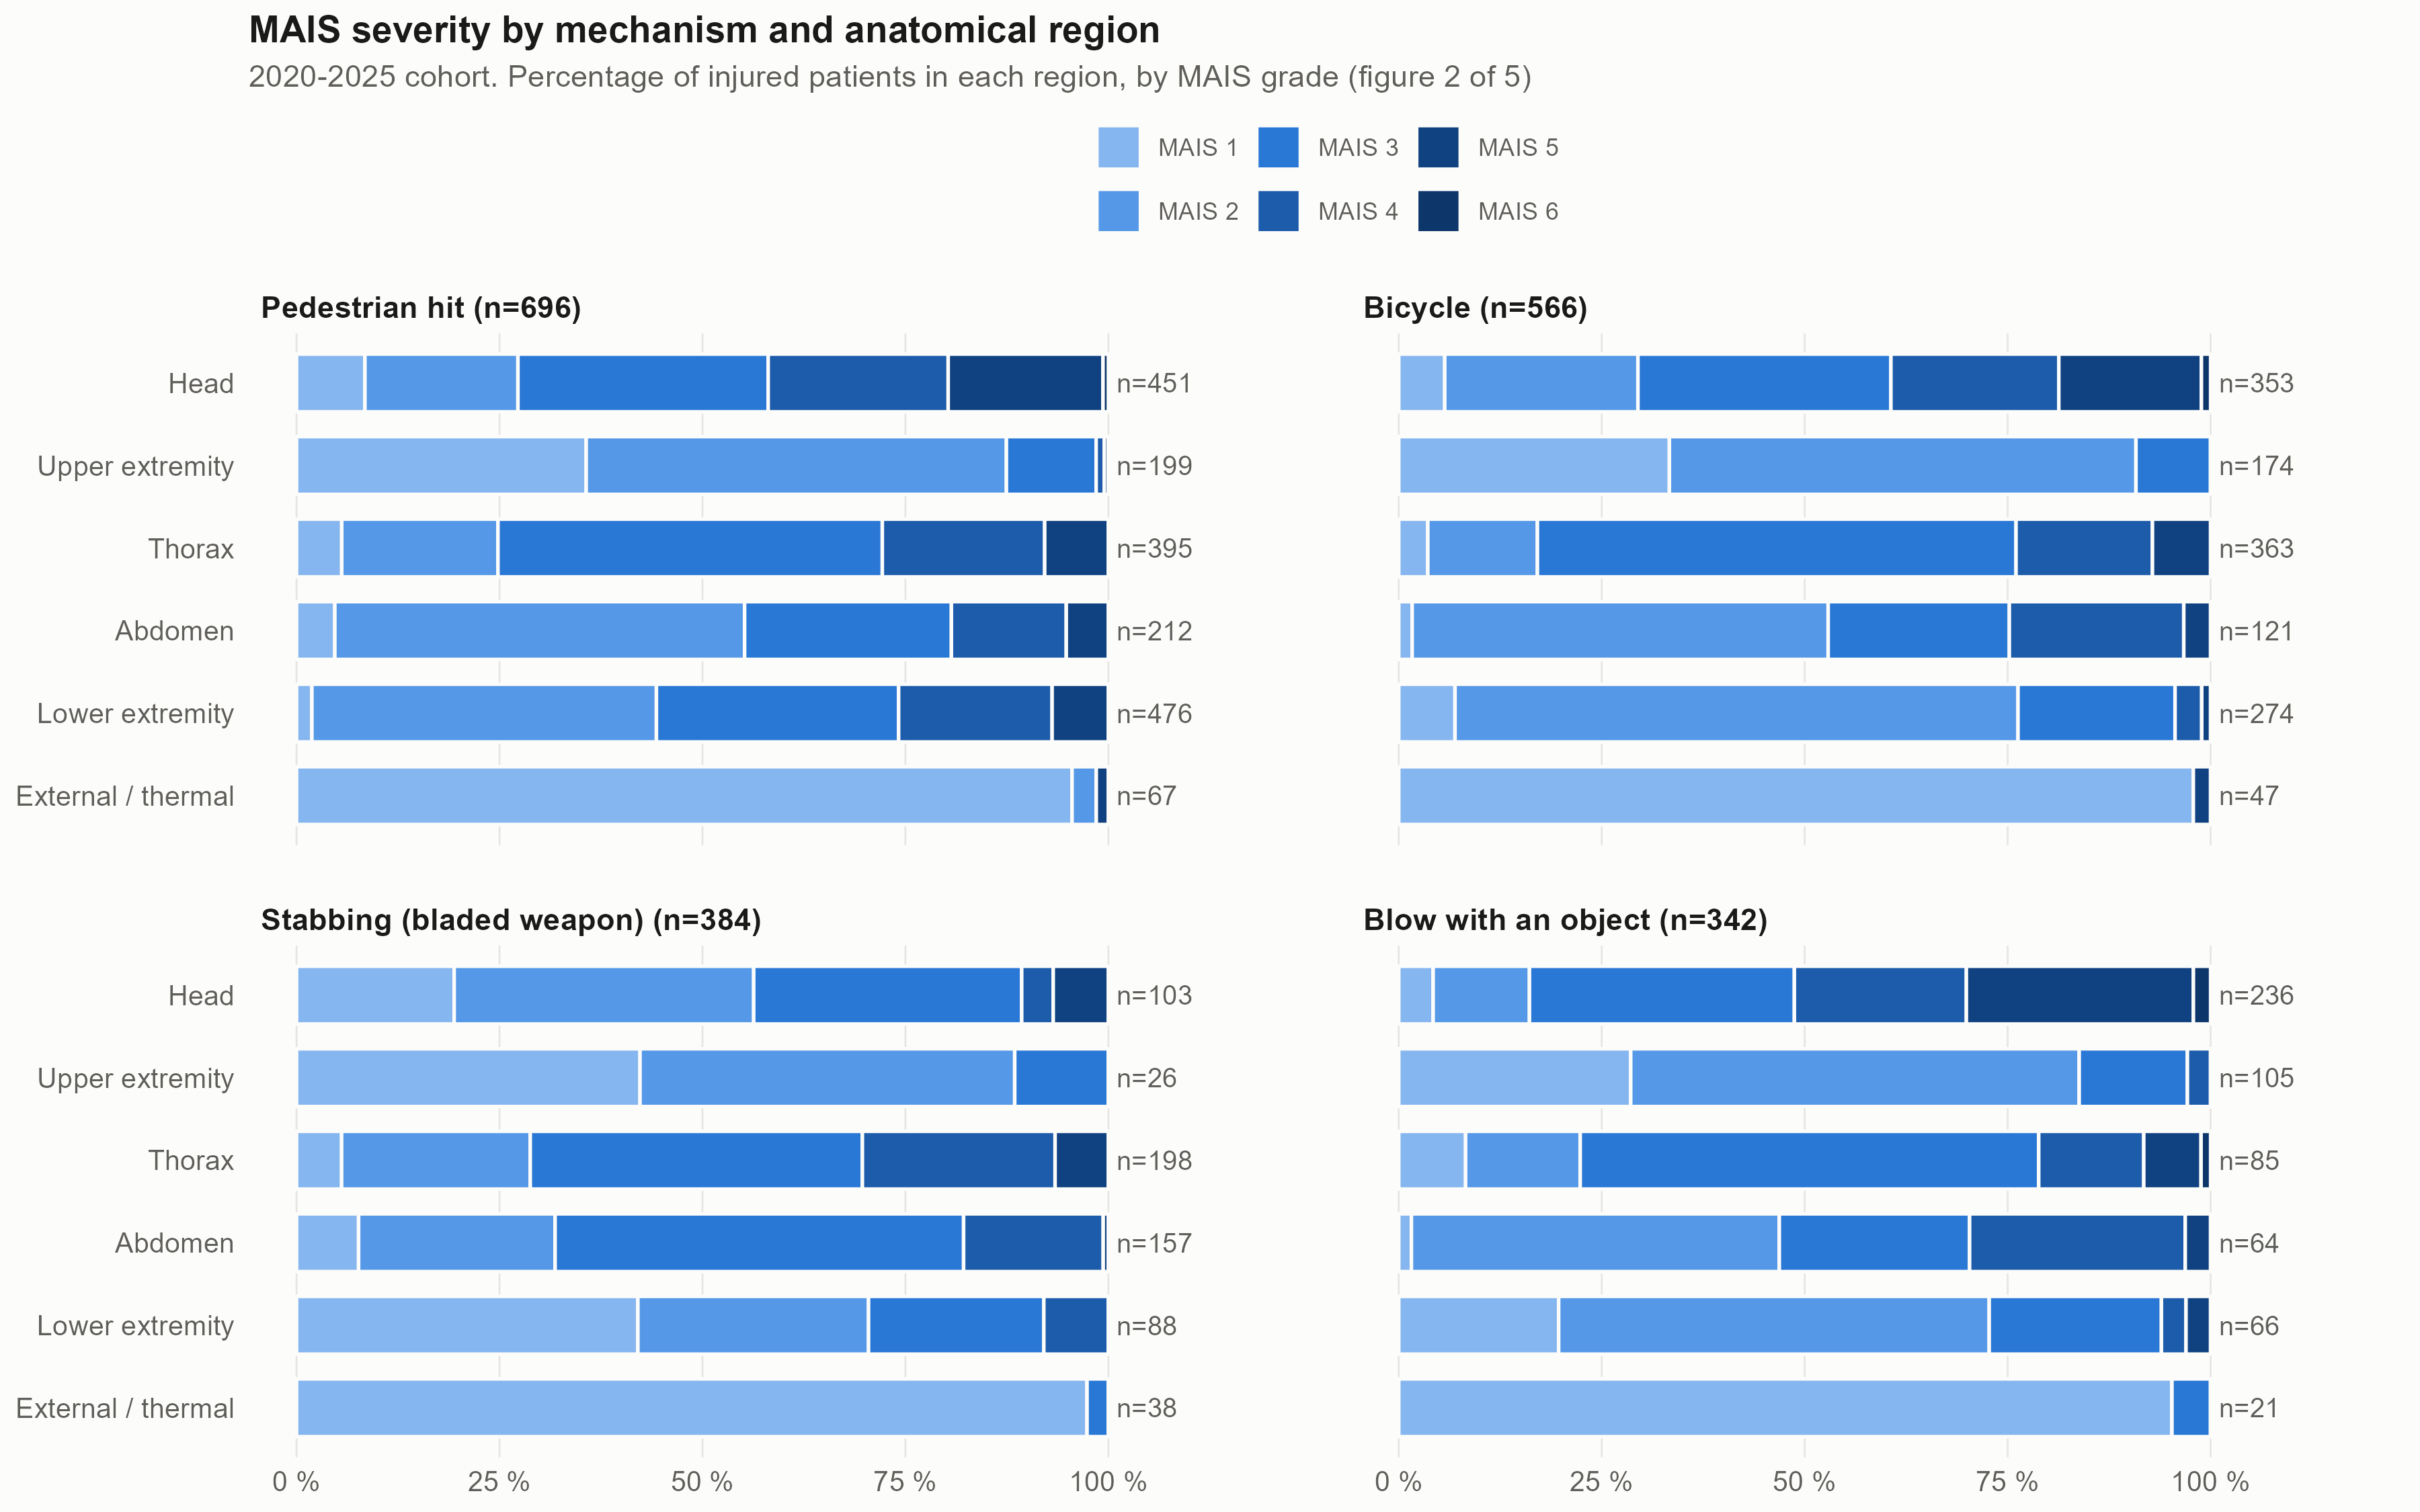 MAIS severity by mechanism and anatomical region
2020-2025 cohort. Percentage of injured patients in each region, by MAIS grade (figure 2 of 5)
MAIS 1 MAIS 3 MAIS 5
MAIS 2 MAIS 4 MAIS 6
Pedestrian hit (n=696) Bicycle (n=566)
Head n=451 n=353
Upper extremity n=199 n=174
Thorax n=395 n=363
Abdomen n=212 n=121
Lower extremity n=476 n=274
External / thermal n=67 n=47
Stabbing (bladed weapon) (n=384) Blow with an object (n=342)
Head n=103 n=236
Upper extremity n=26 n=105
Thorax n=198 n=85
Abdomen n=157 n=64
Lower extremity n=88 n=66
External / thermal n=38 n=21
0 % 25 % 50 % 75 % 100 % 0 % 25 % 50 % 75 % 100 %